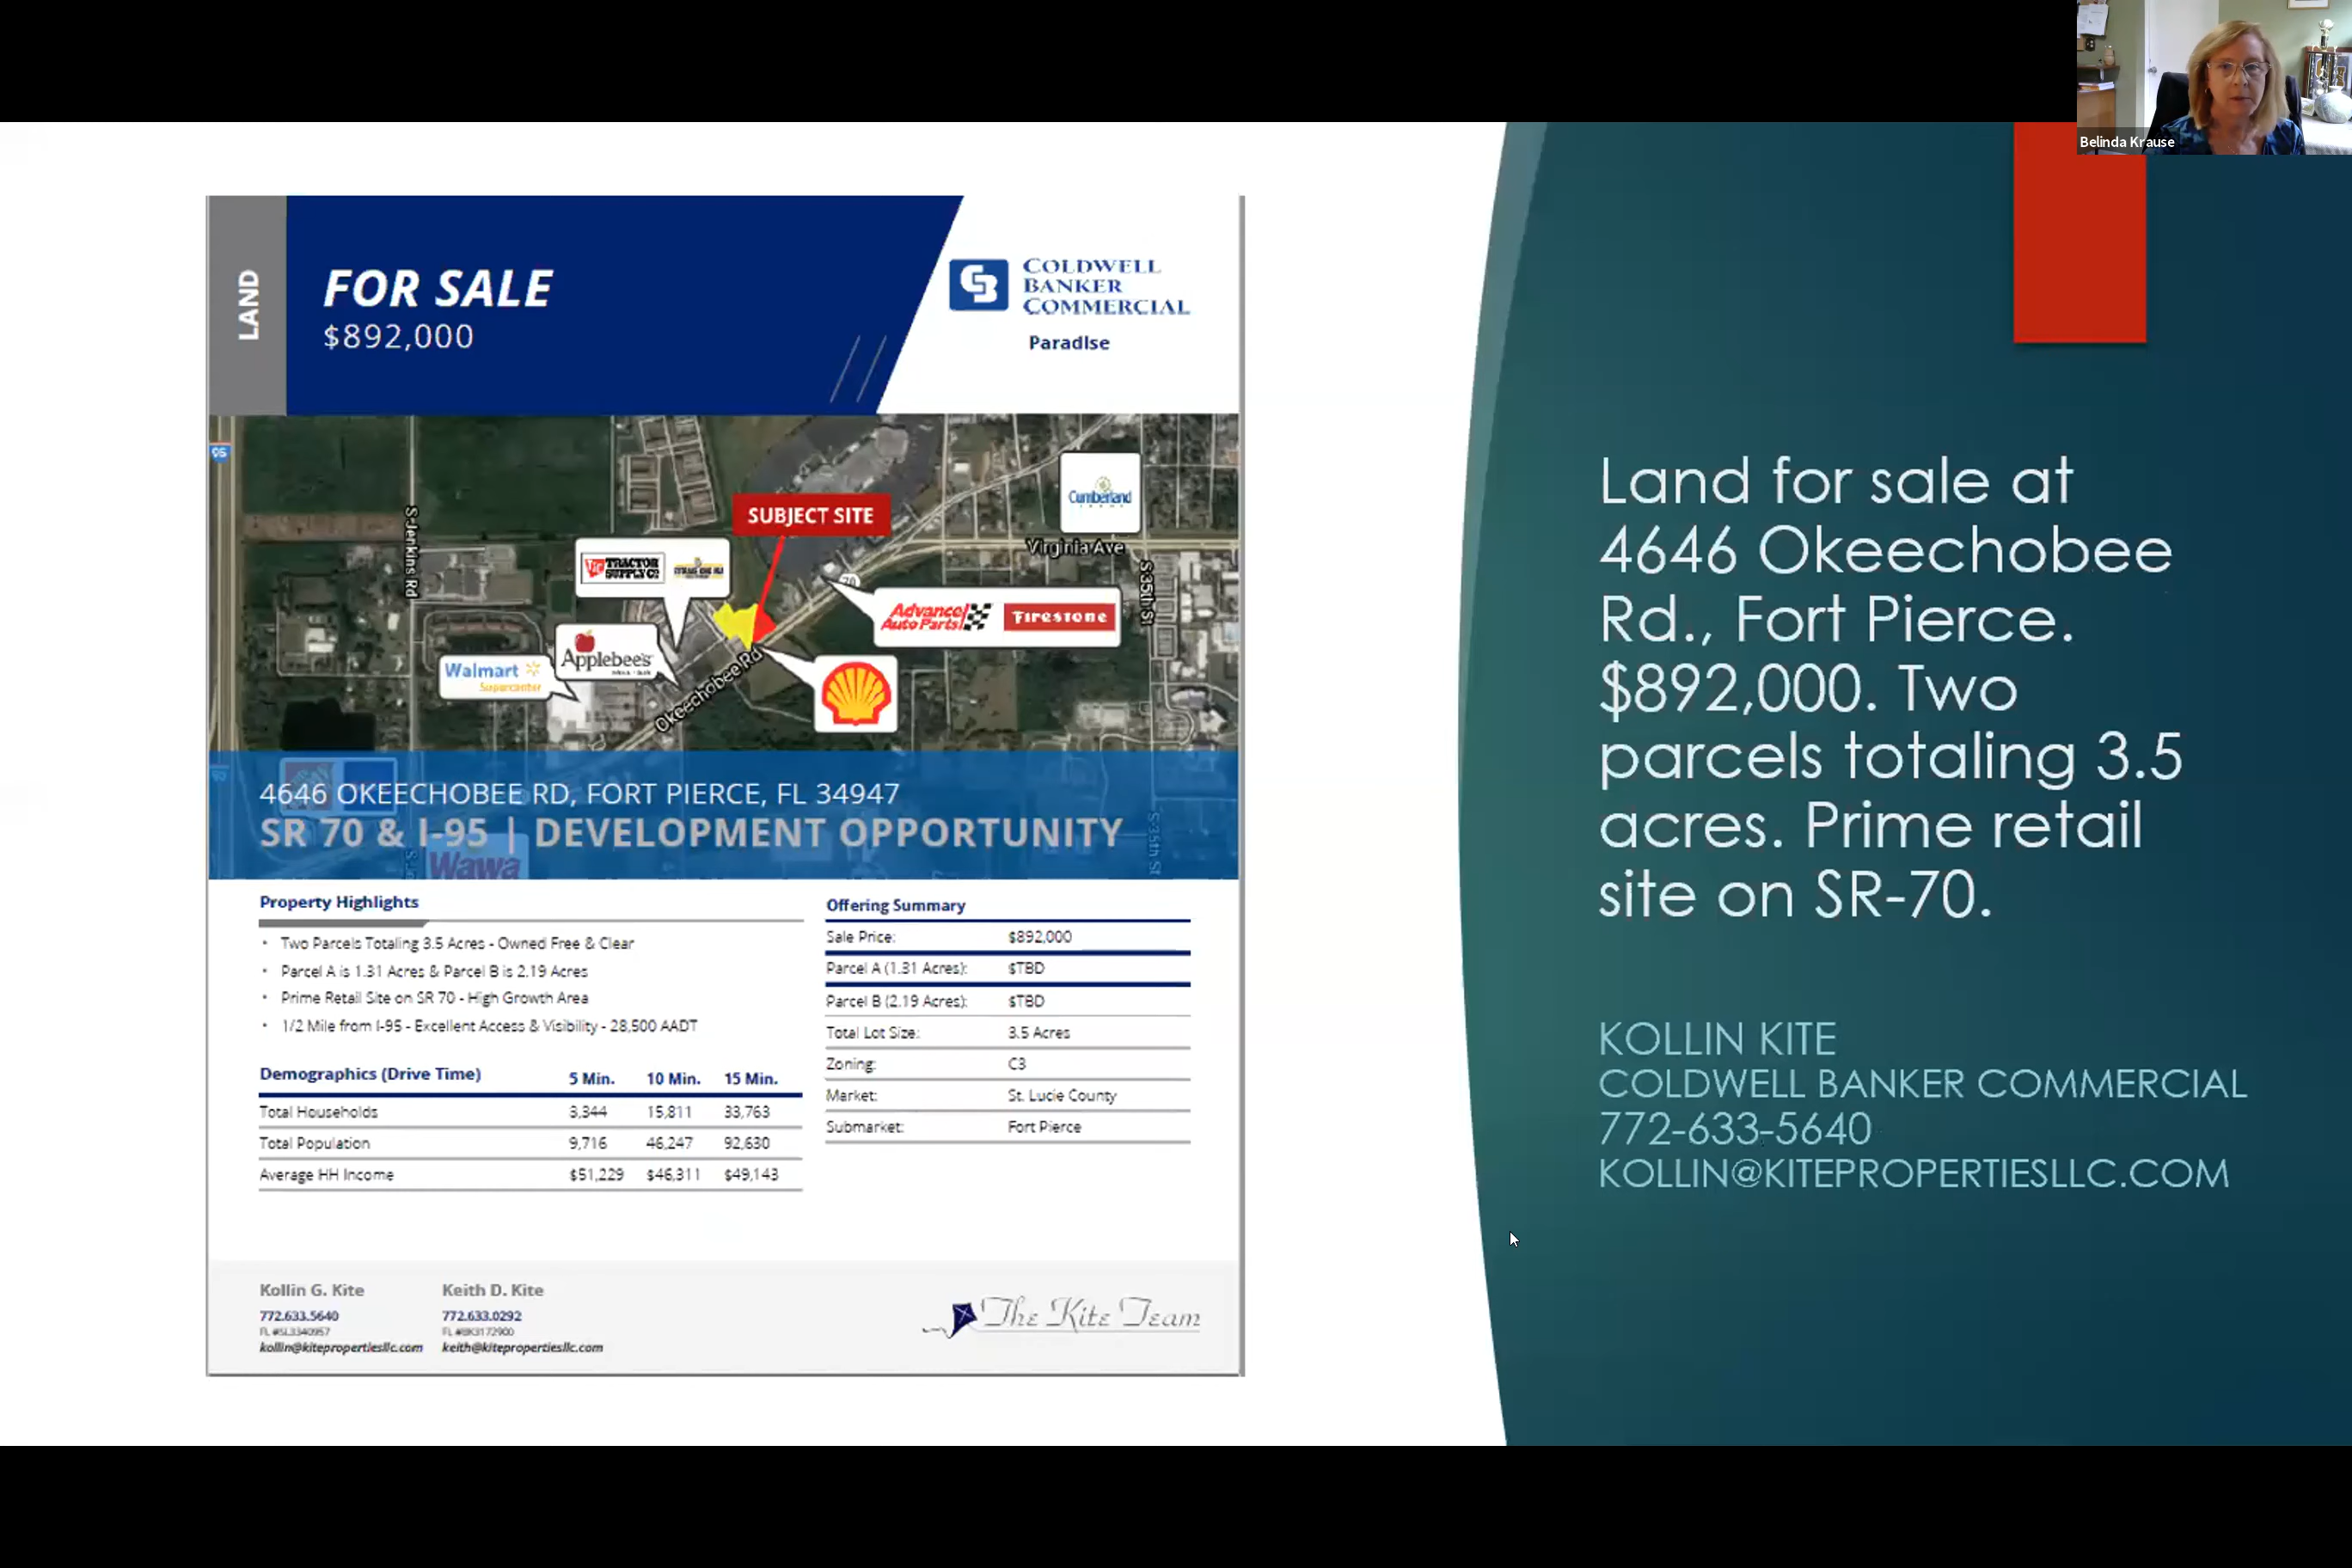 Belinda Krause
LAND
FOR SALE
$892,000
COLDWELL
BANKER
COMMERCIAL
Paradise
95
S Jenkins Rd
SUBJECT SITE
Cumberland
FARMS
Virginia Ave
S 35th St
TRACTOR
SUPPLY CO
70
Advance
Auto Parts
Firestone
Walmart
Supercenter
Applebee's
Okeechobee Rd
4646 OKEECHOBEE RD, FORT PIERCE, FL 34947
SR 70 & I-95 | DEVELOPMENT OPPORTUNITY
Wawa
S 35th St
Property Highlights
• Two Parcels Totaling 3.5 Acres - Owned Free & Clear
• Parcel A is 1.31 Acres & Parcel B is 2.19 Acres
• Prime Retail Site on SR 70 - High Growth Area
• 1/2 Mile from I-95 - Excellent Access & Visibility - 28,500 AADT
Demographics (Drive Time) 5 Min. 10 Min. 15 Min.
Total Households 3,344 15,811 33,763
Total Population 9,716 46,247 92,630
Average HH Income $51,229 $46,311 $49,143
Offering Summary
Sale Price: $892,000
Parcel A (1.31 Acres): $TBD
Parcel B (2.19 Acres): $TBD
Total Lot Size: 3.5 Acres
Zoning: C3
Market: St. Lucie County
Submarket: Fort Pierce
Kollin G. Kite
772.633.5640
FL #SL3340957
kollin@kitepropertiesllc.com
Keith D. Kite
772.633.0292
FL #BK3172900
keith@kitepropertiesllc.com
The Kite Team
Land for sale at
4646 Okeechobee
Rd., Fort Pierce.
$892,000. Two
parcels totaling 3.5
acres. Prime retail
site on SR-70.
KOLLIN KITE
COLDWELL BANKER COMMERCIAL
772-633-5640
KOLLIN@KITEPROPERTIESLLC.COM